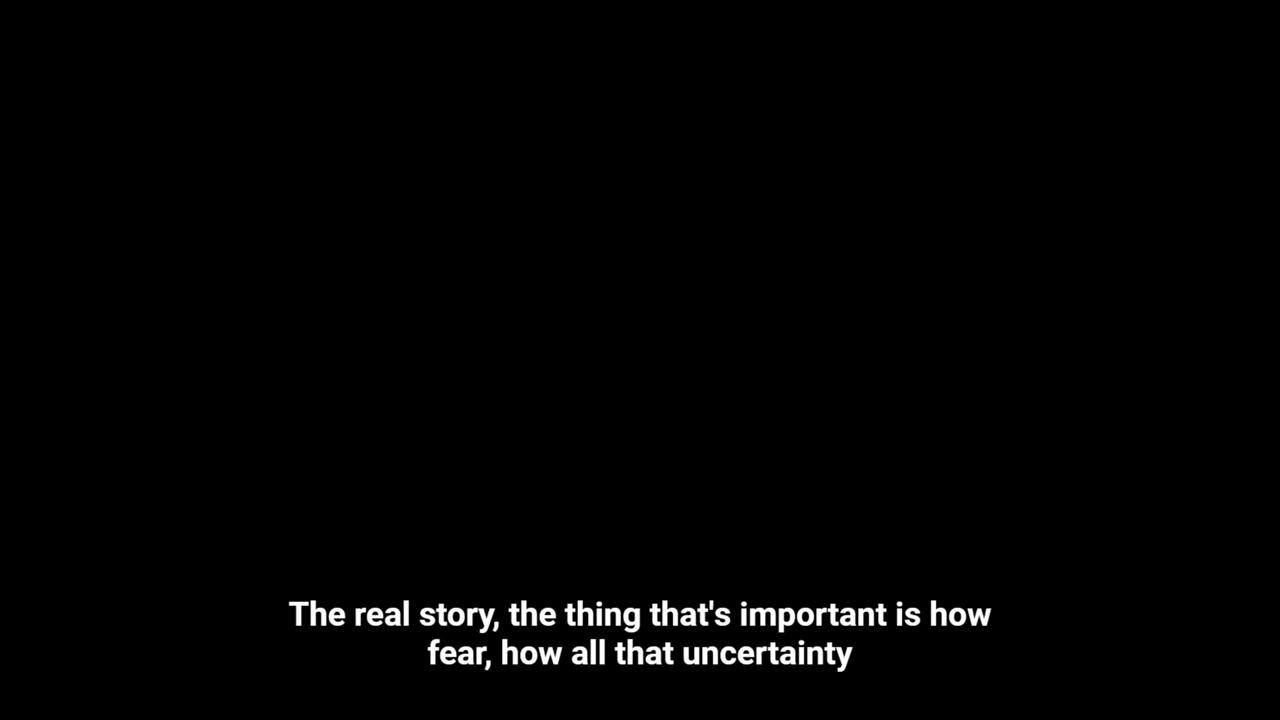 The real story, the thing that's important is how
fear, how all that uncertainty